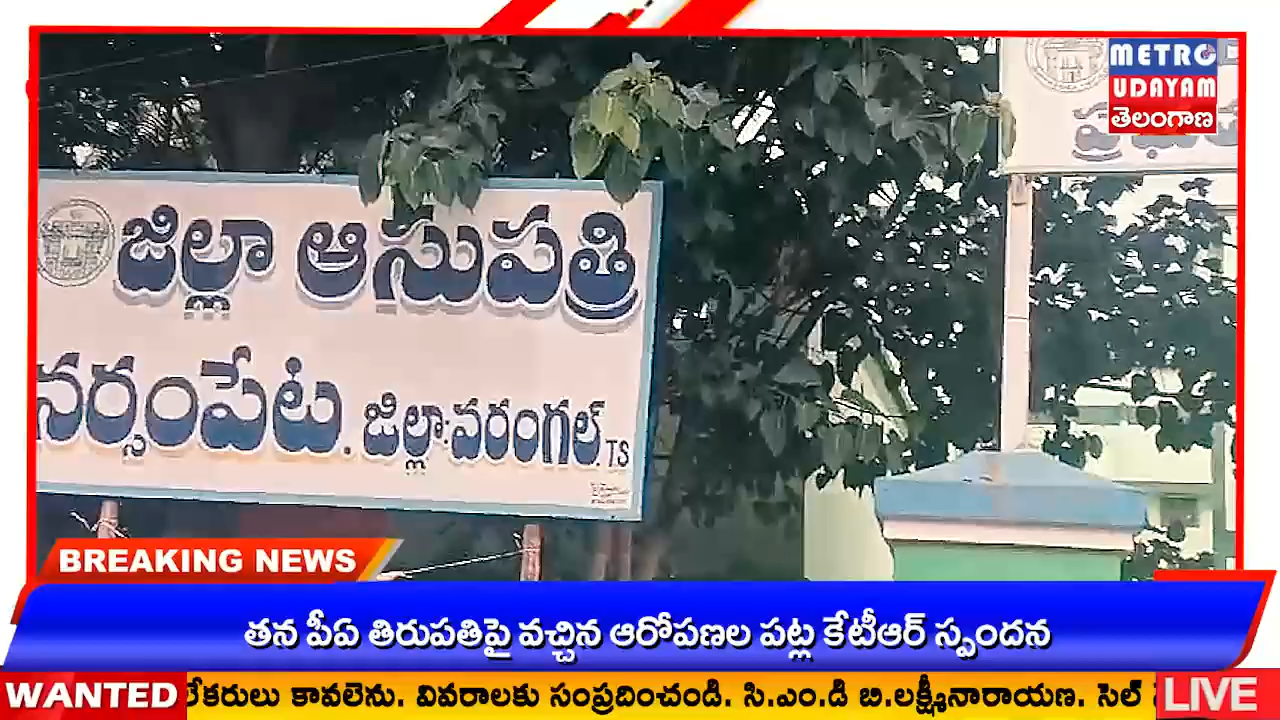 METRO
UDAYAM
తెలంగాణ
జిల్లా ఆసుపత్రి
నర్సంపేట. జిల్లా:వరంగల్.TS
BREAKING NEWS
తన పీఏ తిరుపతిపై వచ్చిన ఆరోపణల పట్ల కేటీఆర్ స్పందన
WANTED
కావలెను. వివరాలకు సంప్రదించండి. సి.ఎం.డి బి.లక్ష్మీనారాయణ. సెల్
LIVE